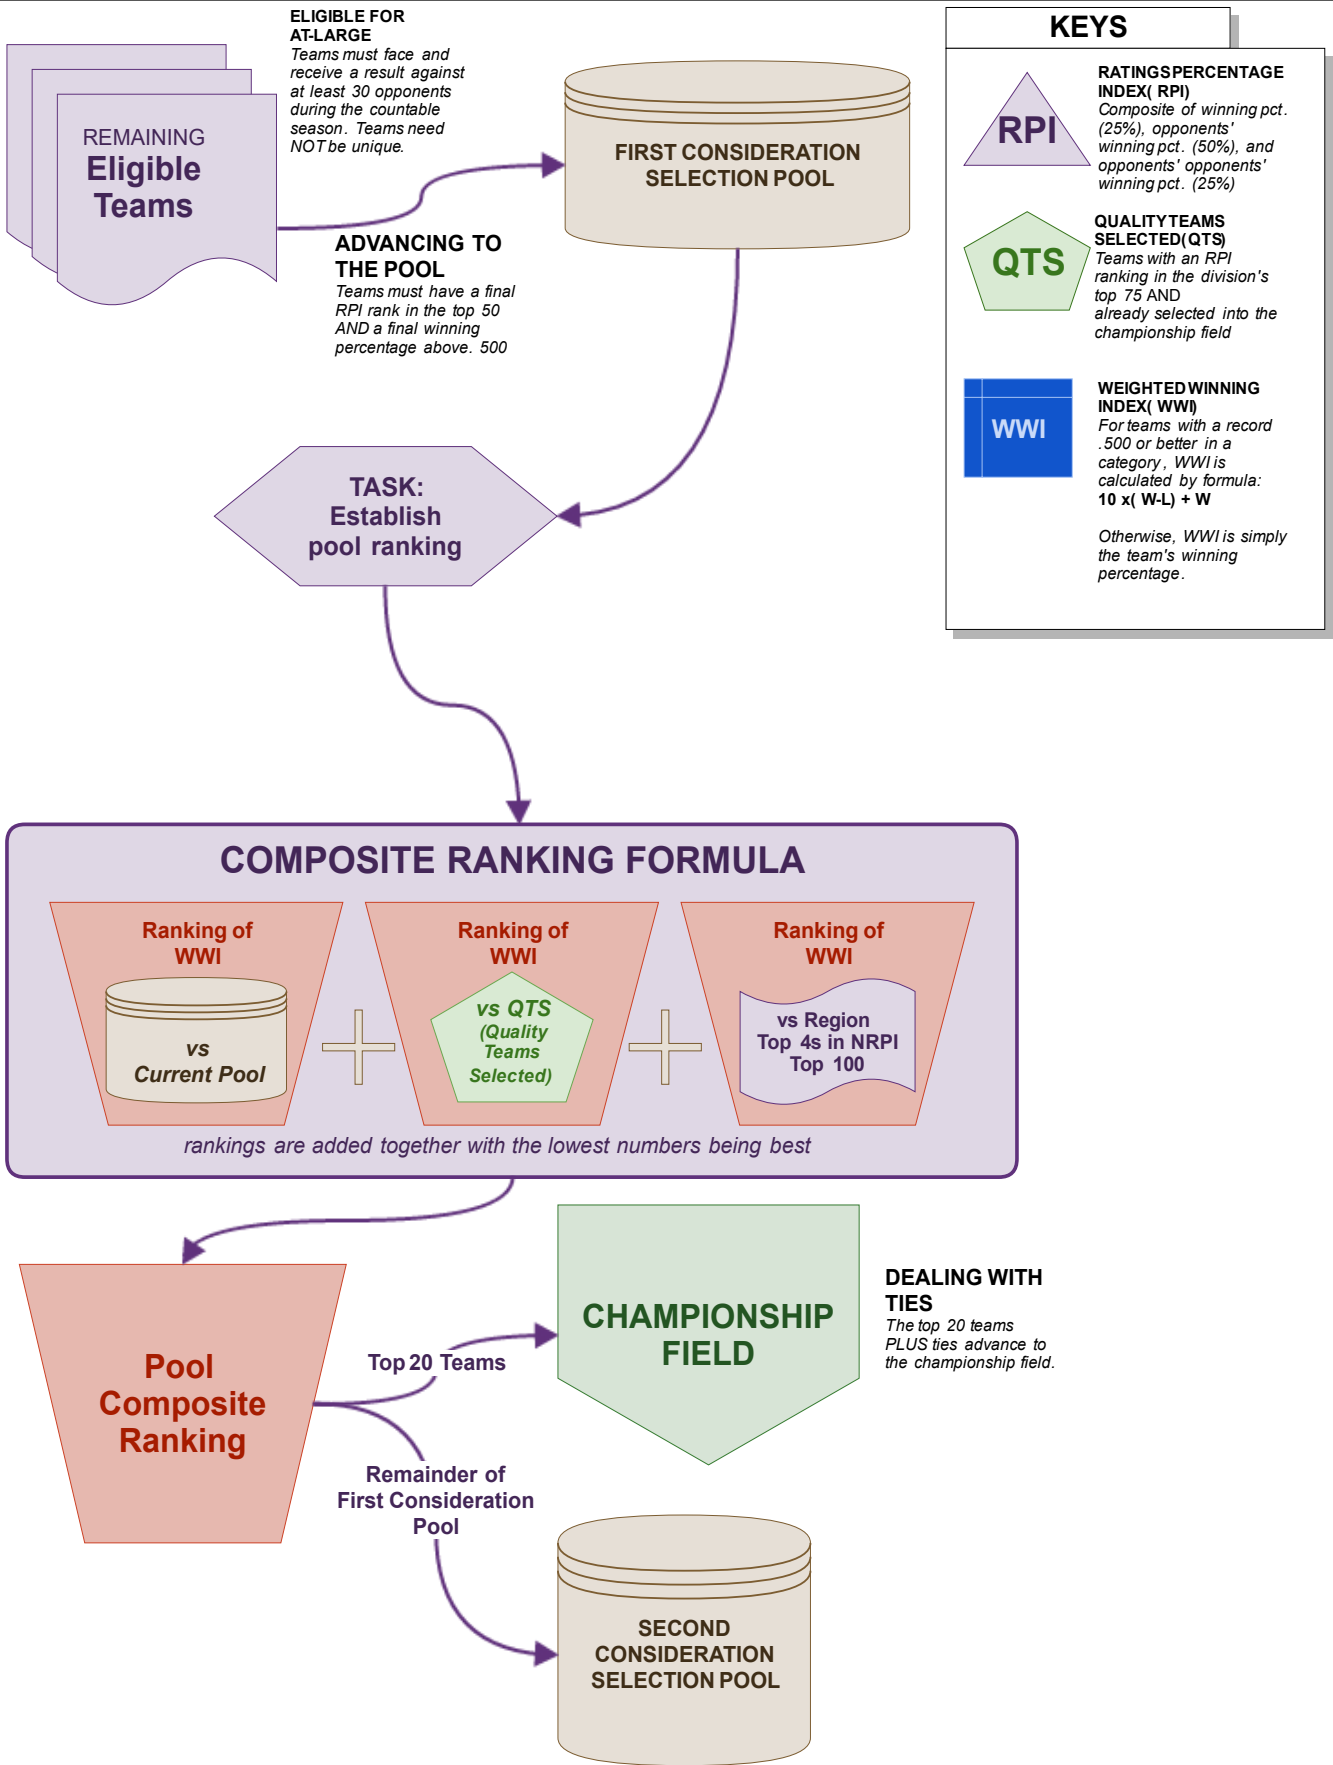 ELIGIBLE FOR
AT-LARGE
Teams must face and
receive a result against
at least 30 opponents
during the countable
season. Teams need
NOT be unique.
REMAINING
Eligible
Teams
ADVANCING TO
THE POOL
Teams must have a final
RPI rank in the top 50
AND a final winning
percentage above. 500
FIRST CONSIDERATION
SELECTION POOL
KEYS
RPI
RATINGSPERCENTAGE
INDEX( RPI)
Composite of winning pct.
(25%), opponents'
winning pct. (50%), and
opponents' opponents'
winning pct. (25%)
QTS
QUALITYTEAMS
SELECTED(QTS)
Teams with an RPI
ranking in the division's
top 75 AND
already selected into the
championship field
WWI
WEIGHTEDWINNING
INDEX( WWI)
For teams with a record
.500 or better in a
category, WWI is
calculated by formula:
10 x( W-L) + W
Otherwise, WWI is simply
the team's winning
percentage.
TASK:
Establish
pool ranking
COMPOSITE RANKING FORMULA
Ranking of
WWI
vs
Current Pool
Ranking of
WWI
vs QTS
(Quality
Teams
Selected)
Ranking of
WWI
vs Region
Top 4s in NRPI
Top 100
rankings are added together with the lowest numbers being best
Pool
Composite
Ranking
Top 20 Teams
CHAMPIONSHIP
FIELD
DEALING WITH
TIES
The top 20 teams
PLUS ties advance to
the championship field.
Remainder of
First Consideration
Pool
SECOND
CONSIDERATION
SELECTION POOL